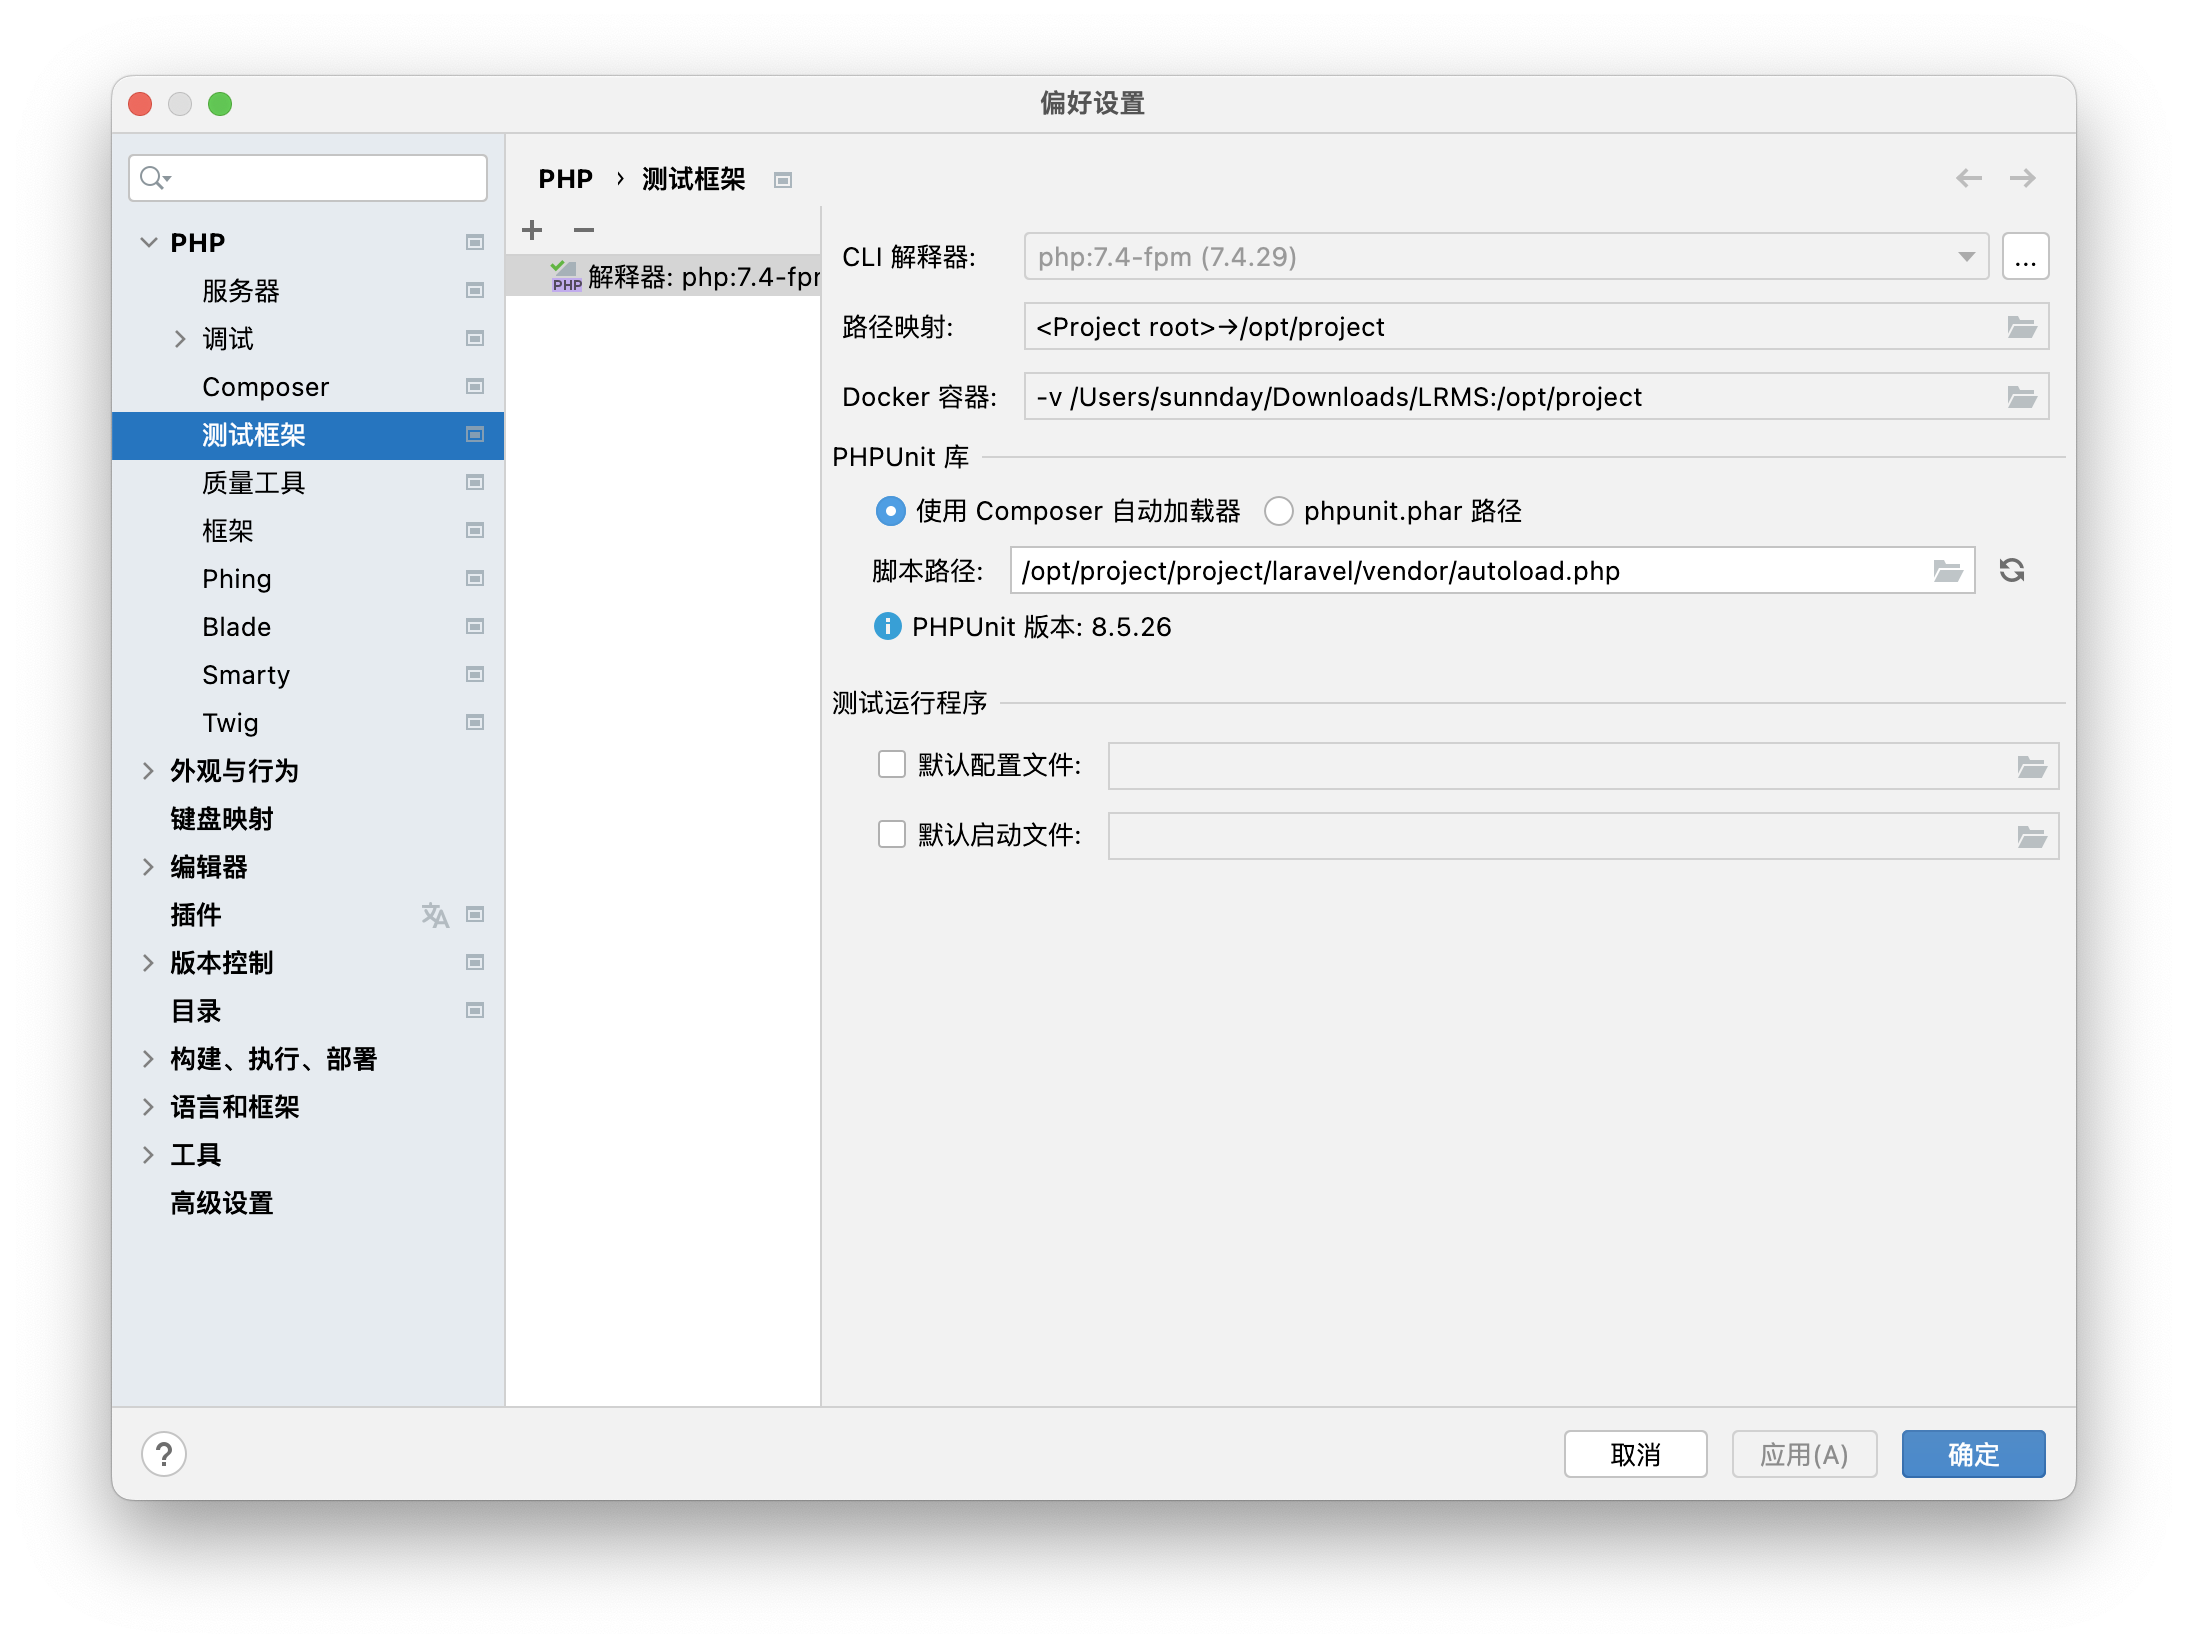 偏好设置
PHP
服务器
调试
Composer
测试框架
质量工具
框架
Phing
Blade
Smarty
Twig
外观与行为
键盘映射
编辑器
插件
版本控制
目录
构建、执行、部署
语言和框架
工具
高级设置
PHP › 测试框架
PHP 解释器: php:7.4-fpr
CLI 解释器: php:7.4-fpm (7.4.29) ...
路径映射: <Project root>→/opt/project
Docker 容器: -v /Users/sunnday/Downloads/LRMS:/opt/project
PHPUnit 库
使用 Composer 自动加载器 phpunit.phar 路径
脚本路径: /opt/project/project/laravel/vendor/autoload.php
PHPUnit 版本: 8.5.26
测试运行程序
默认配置文件:
默认启动文件:
? 取消 应用(A) 确定